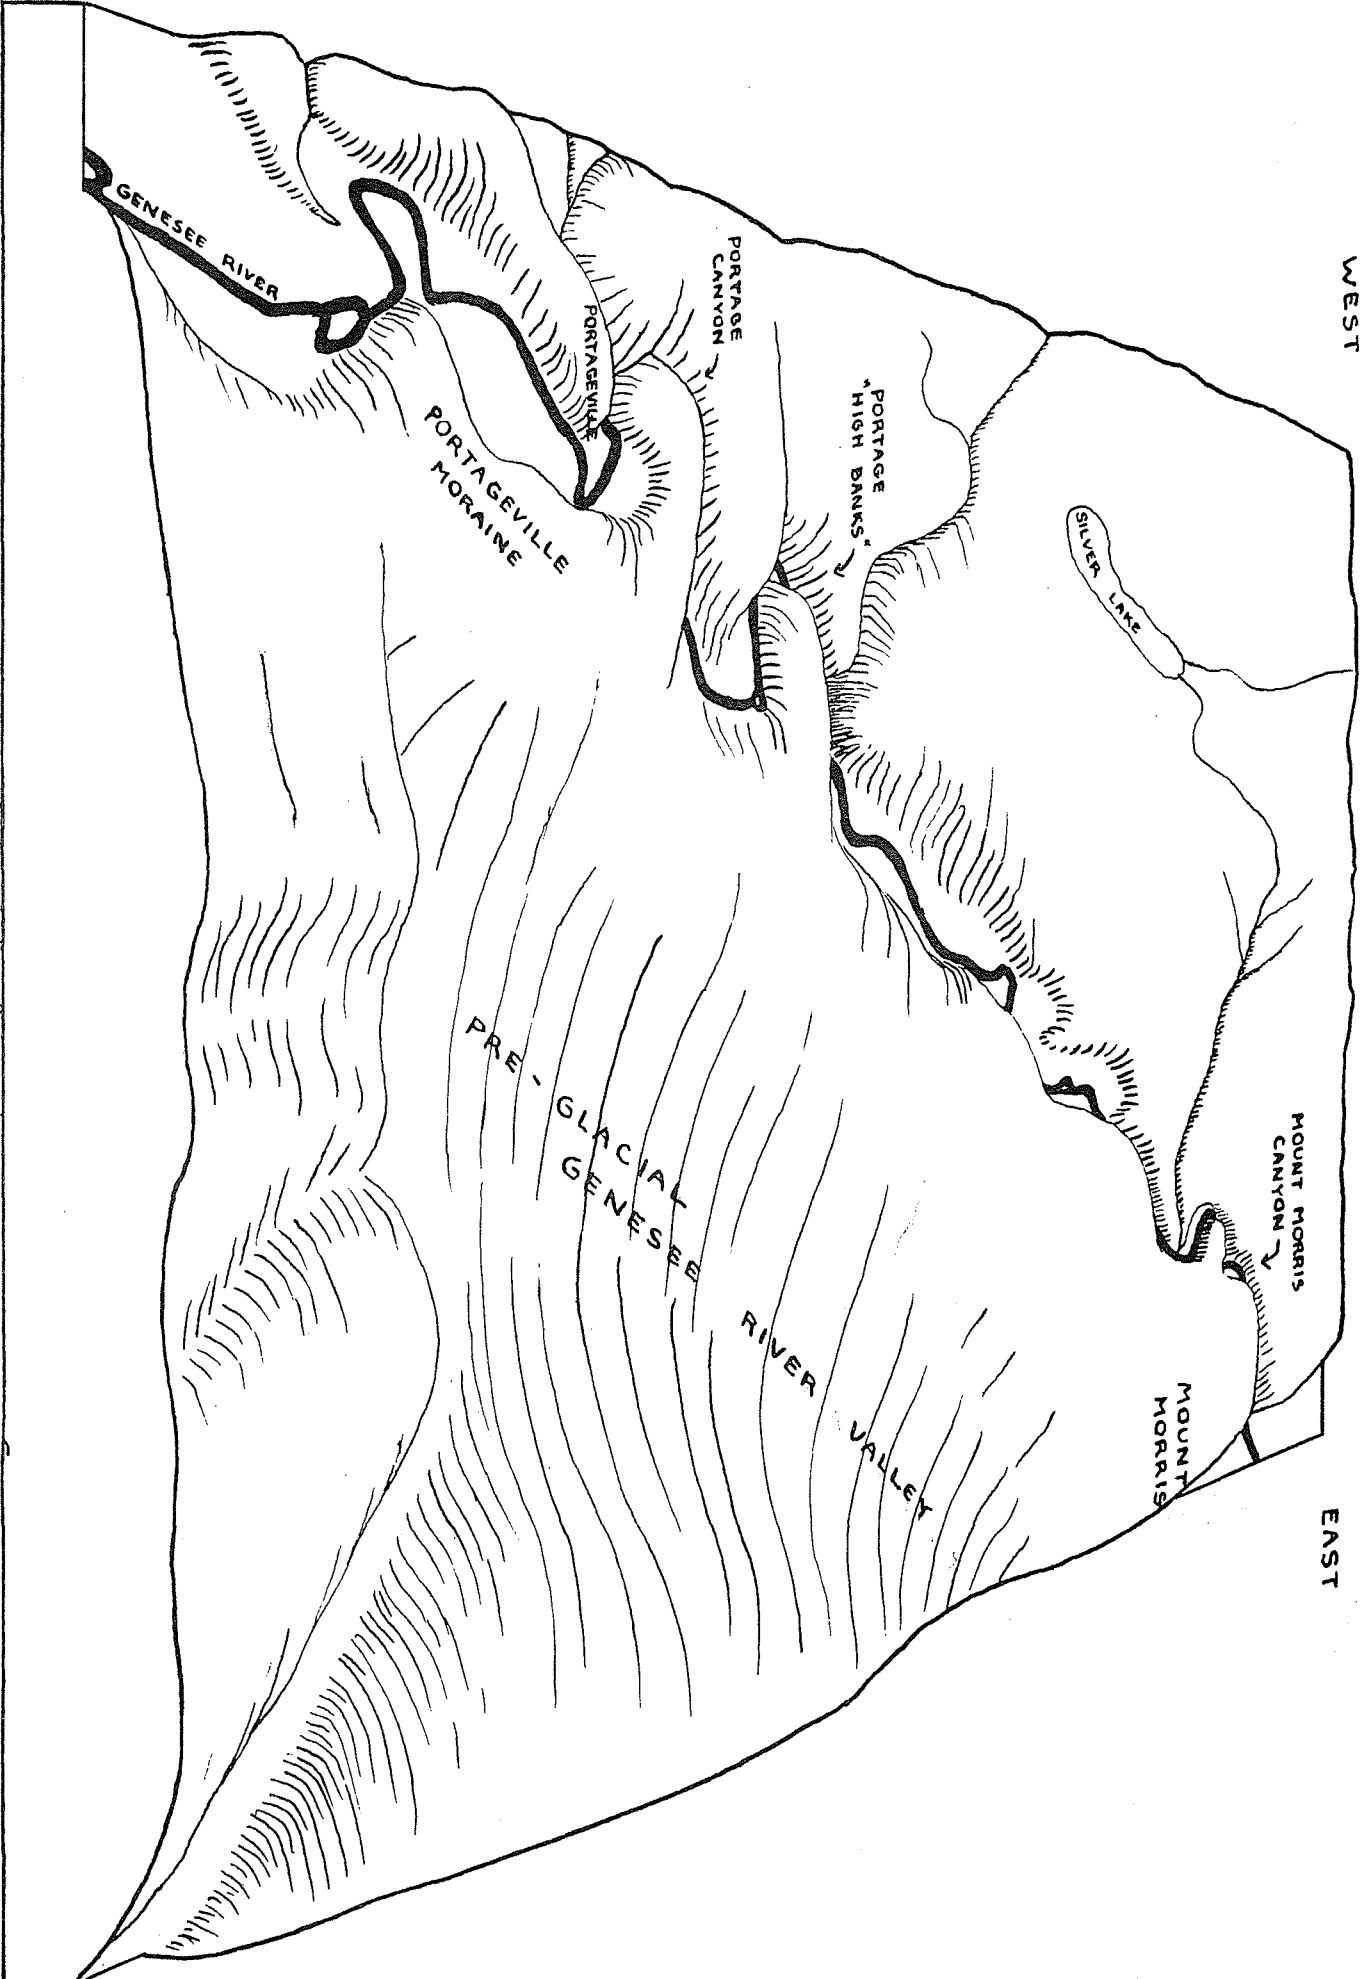 WEST
EAST
SILVER LAKE
MOUNT MORRIS
CANYON
MOUNT
MORRIS
"PORTAGE
"HIGH BANKS"
PORTAGE
CANYON
PORTAGEVILLE
GENESEE RIVER
PORTAGEVILLE
MORAINE
PRE-GLACIAL
GENESEE
RIVER VALLEY